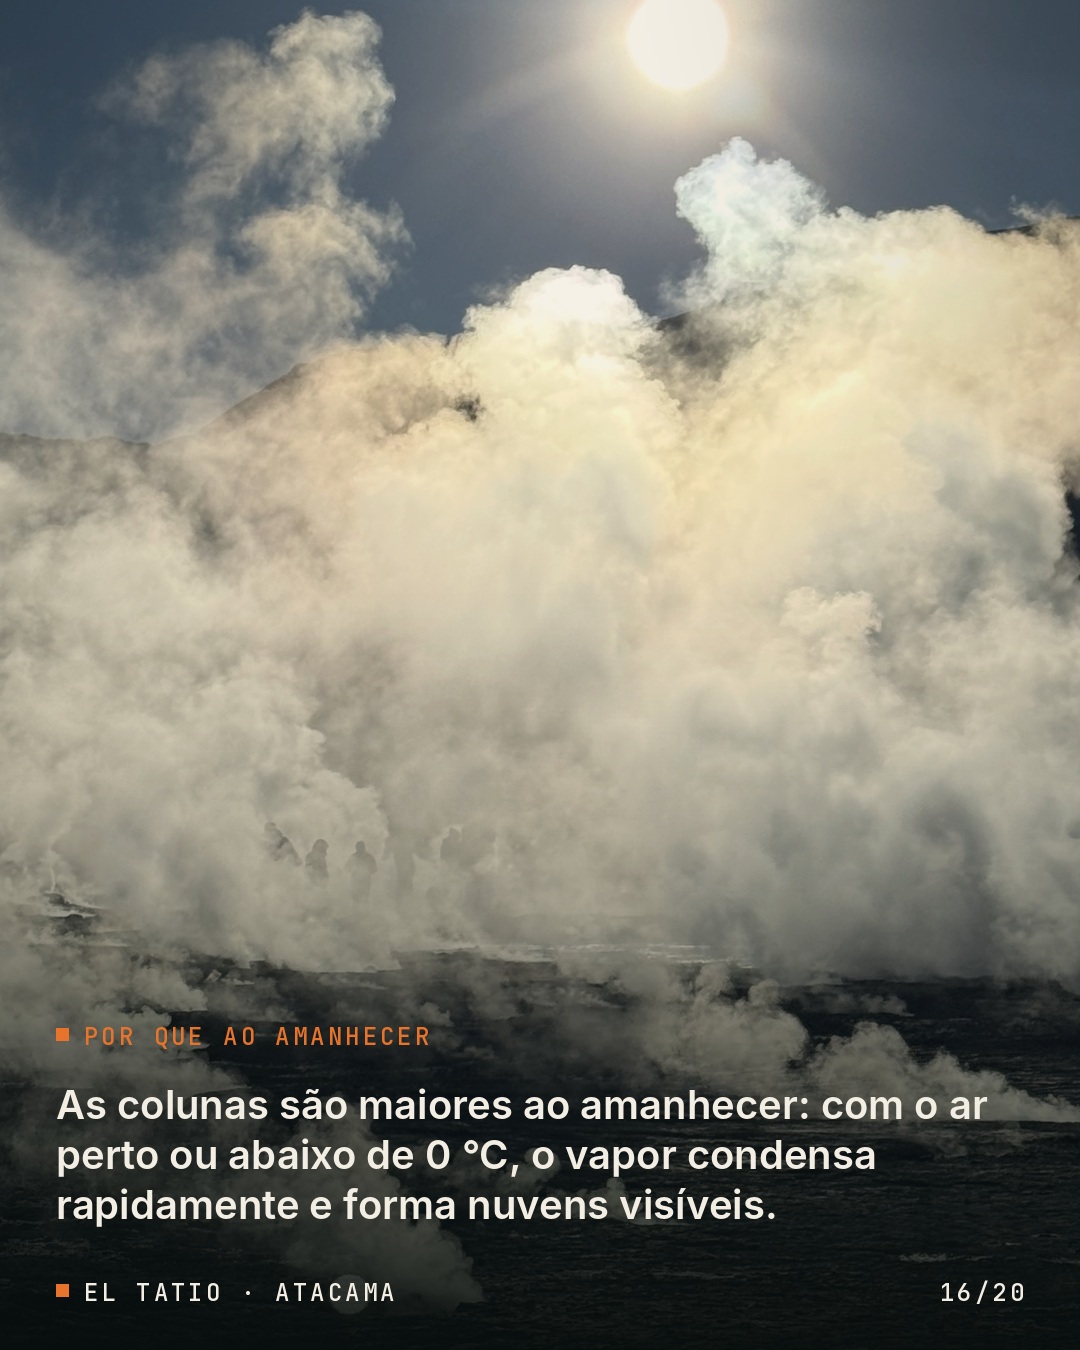 POR QUE AO AMANHECER
As colunas são maiores ao amanhecer: com o ar
perto ou abaixo de 0 °C, o vapor condensa
rapidamente e forma nuvens visíveis.
EL TATIO · ATACAMA
16/20